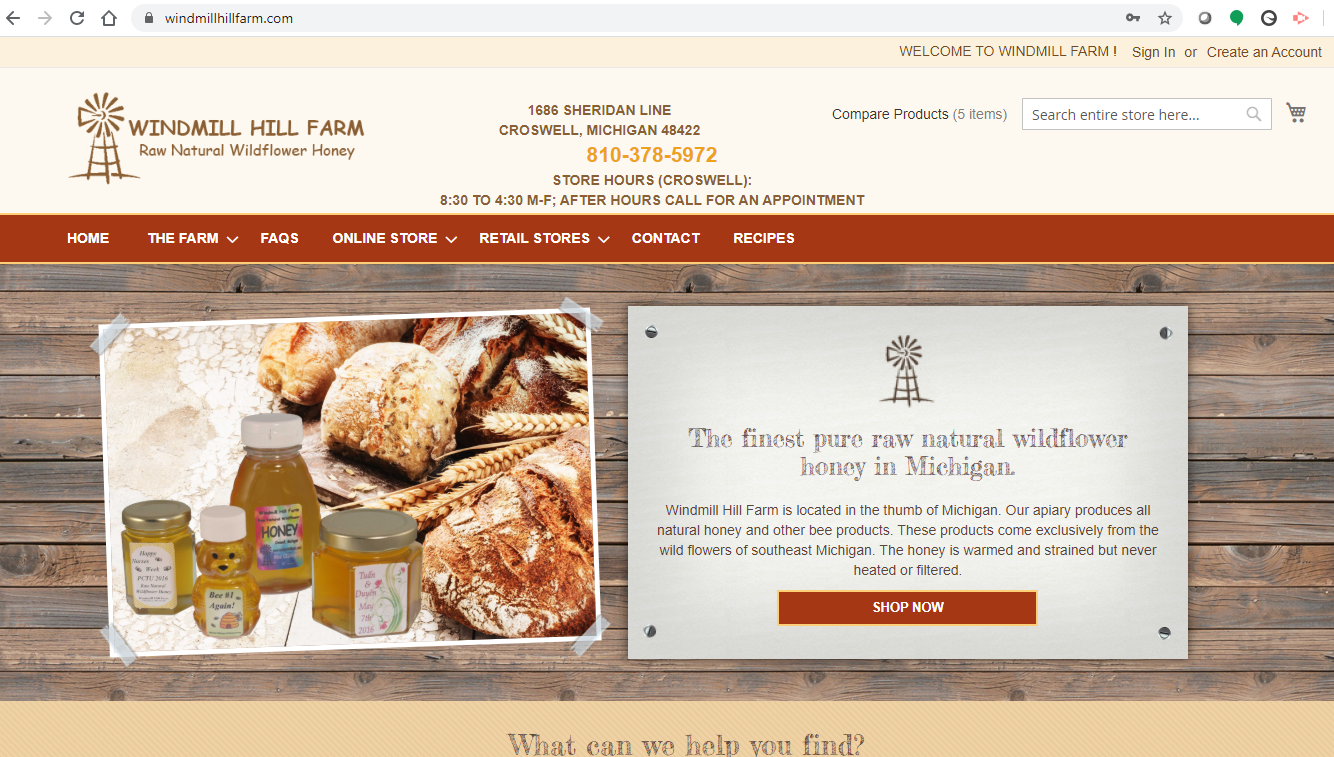 windmillhillfarm.com
WELCOME TO WINDMILL FARM ! Sign In or Create an Account
WINDMILL HILL FARM
Raw Natural Wildflower Honey
1686 SHERIDAN LINE
CROSWELL, MICHIGAN 48422
810-378-5972
STORE HOURS (CROSWELL):
8:30 TO 4:30 M-F; AFTER HOURS CALL FOR AN APPOINTMENT
Compare Products (5 items)
Search entire store here...
HOME THE FARM FAQS ONLINE STORE RETAIL STORES CONTACT RECIPES
Windmill Hill Farm
HONEY
Happy
Nurses
Week
PCTU 2016
Raw Natural
Wildflower Honey
Bee #1
Again!
&
Duyen
May
7th
2016
The finest pure raw natural wildflower
honey in Michigan.
Windmill Hill Farm is located in the thumb of Michigan. Our apiary produces all
natural honey and other bee products. These products come exclusively from the
wild flowers of southeast Michigan. The honey is warmed and strained but never
heated or filtered.
SHOP NOW
What can we help you find?